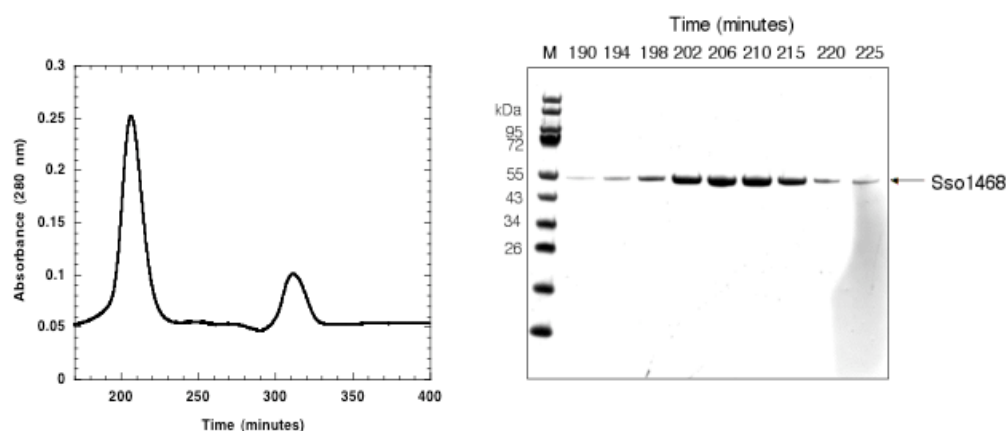 0.3
0.25
0.2
0.15
0.1
0.05
0
Absorbance (280 nm)
200 250 300 350 400
Time (minutes)
Time (minutes)
M 190 194 198 202 206 210 215 220 225
kDa
95
72
55
43
34
26
Sso1468